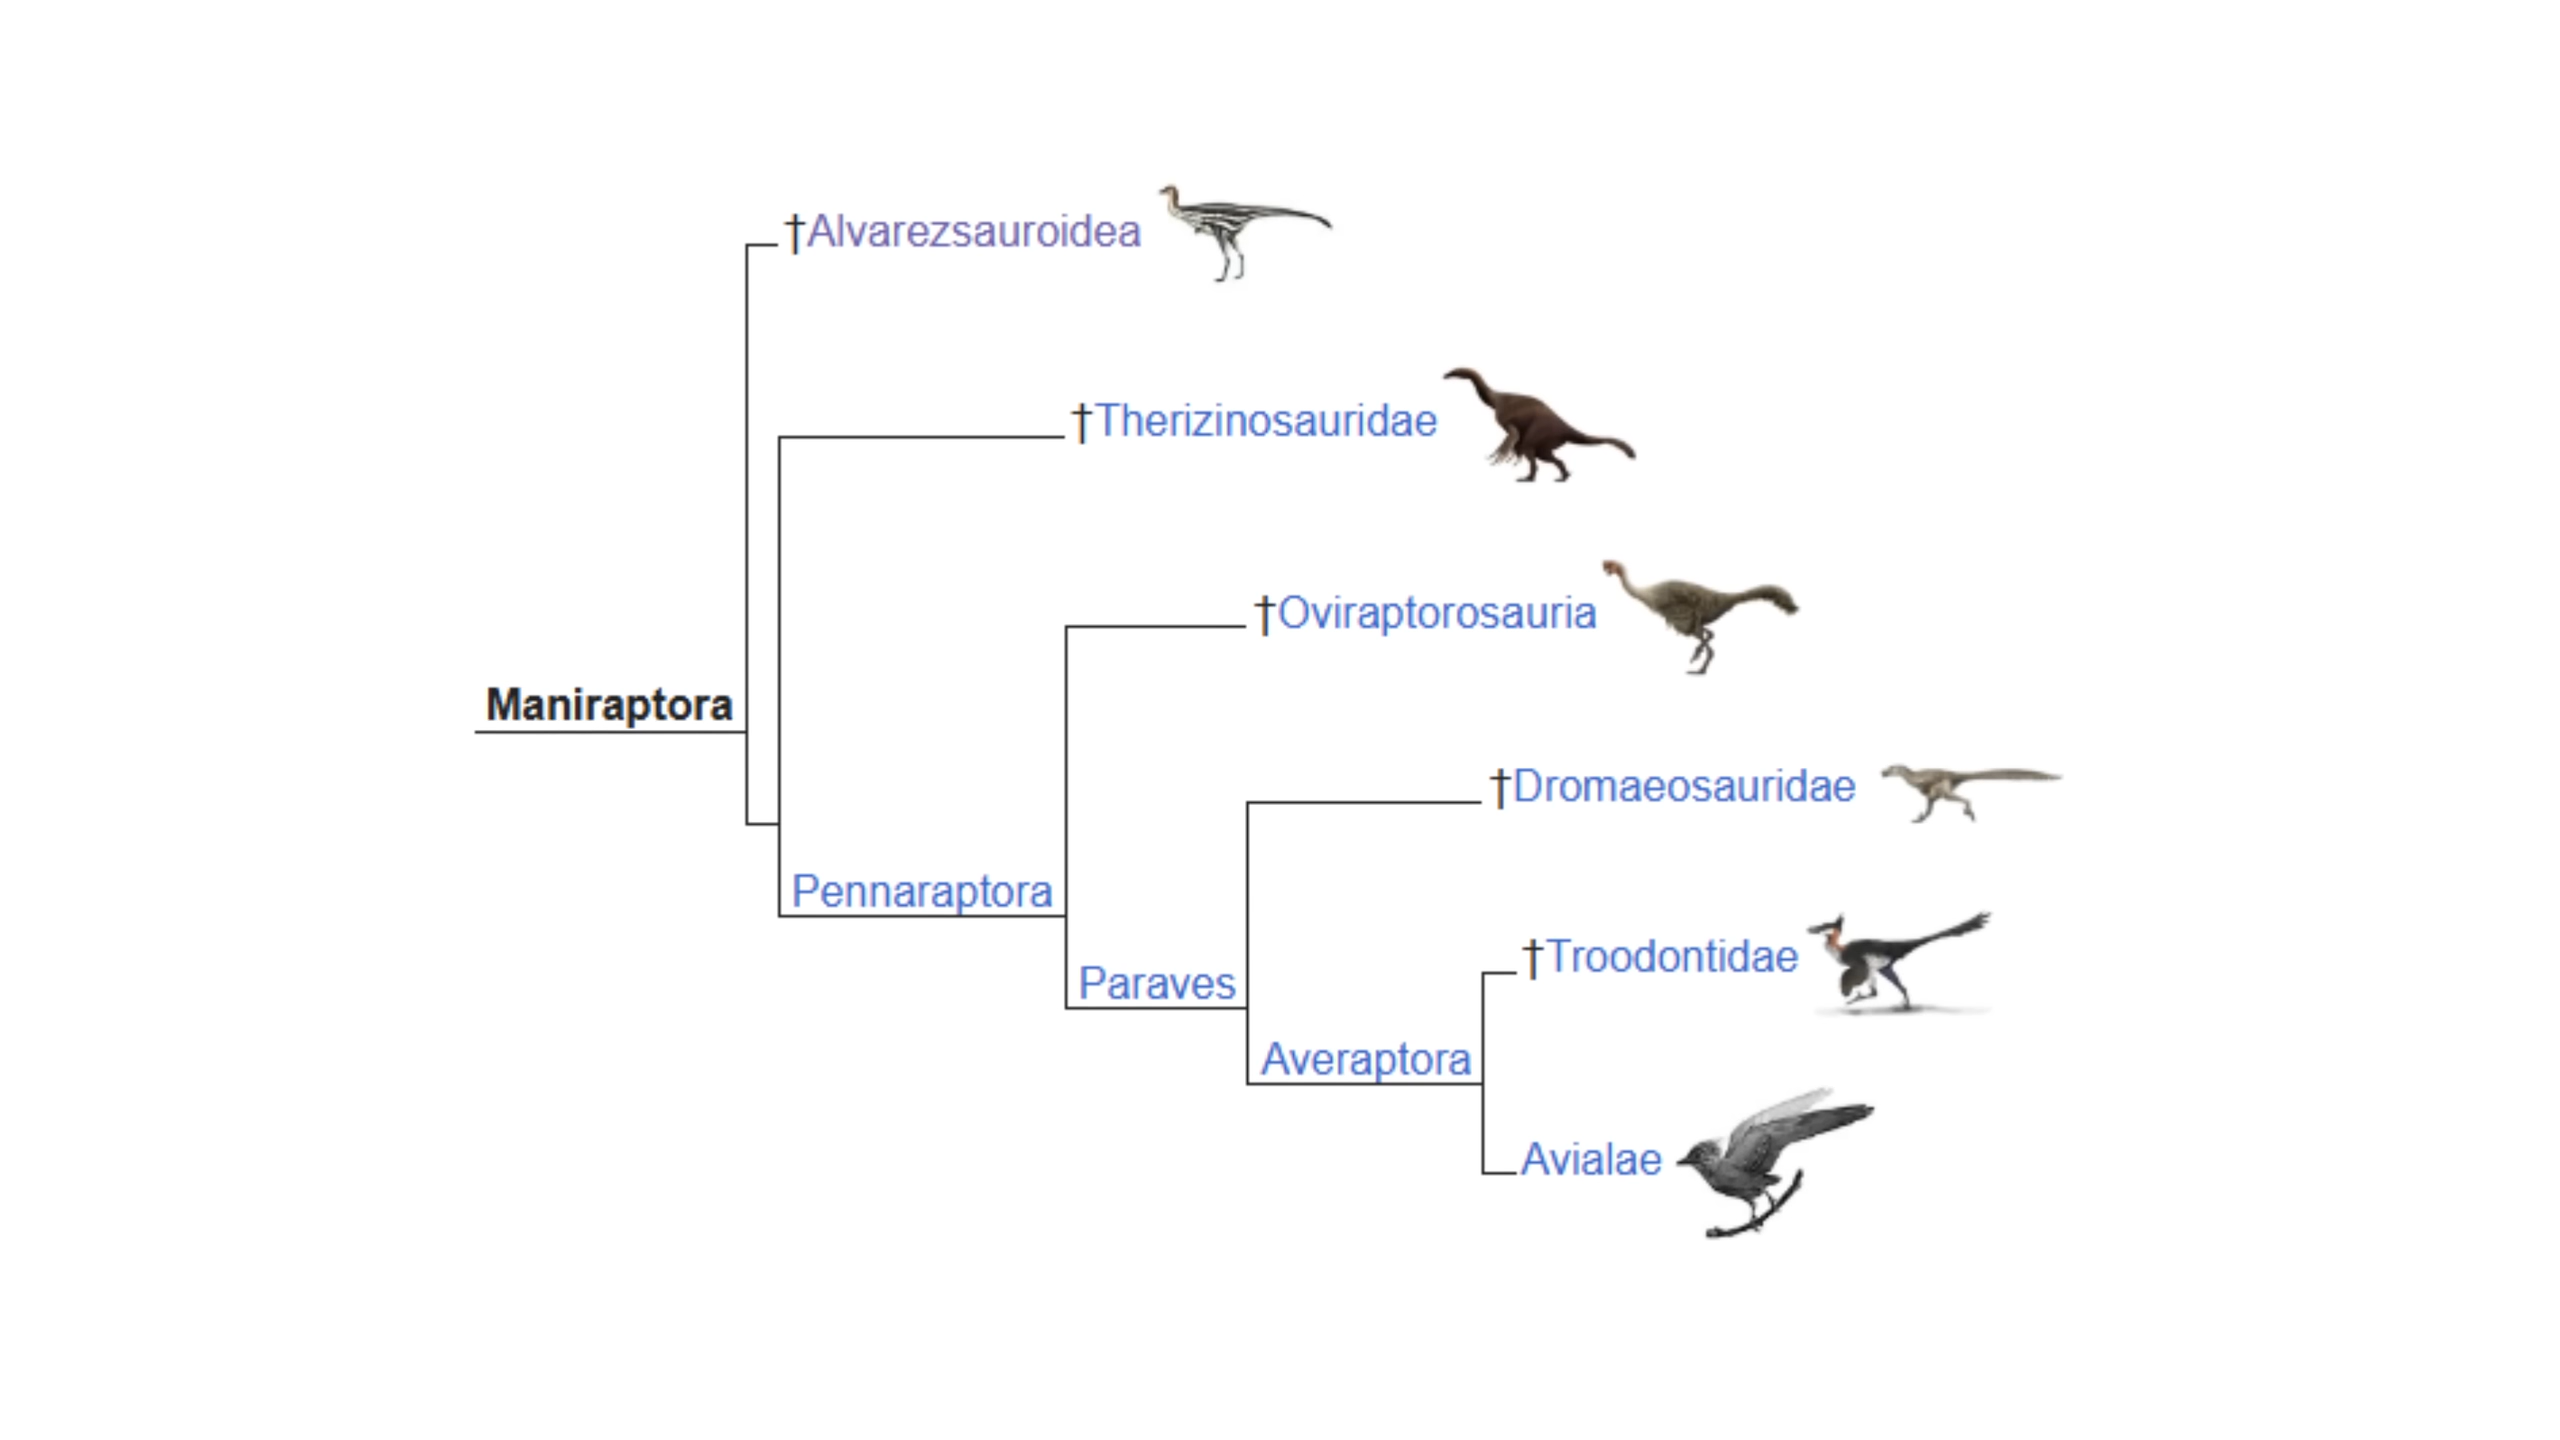 †Alvarezsauroidea
†Therizinosauridae
†Oviraptorosauria
Maniraptora
†Dromaeosauridae
Pennaraptora
†Troodontidae
Paraves
Averaptora
Avialae